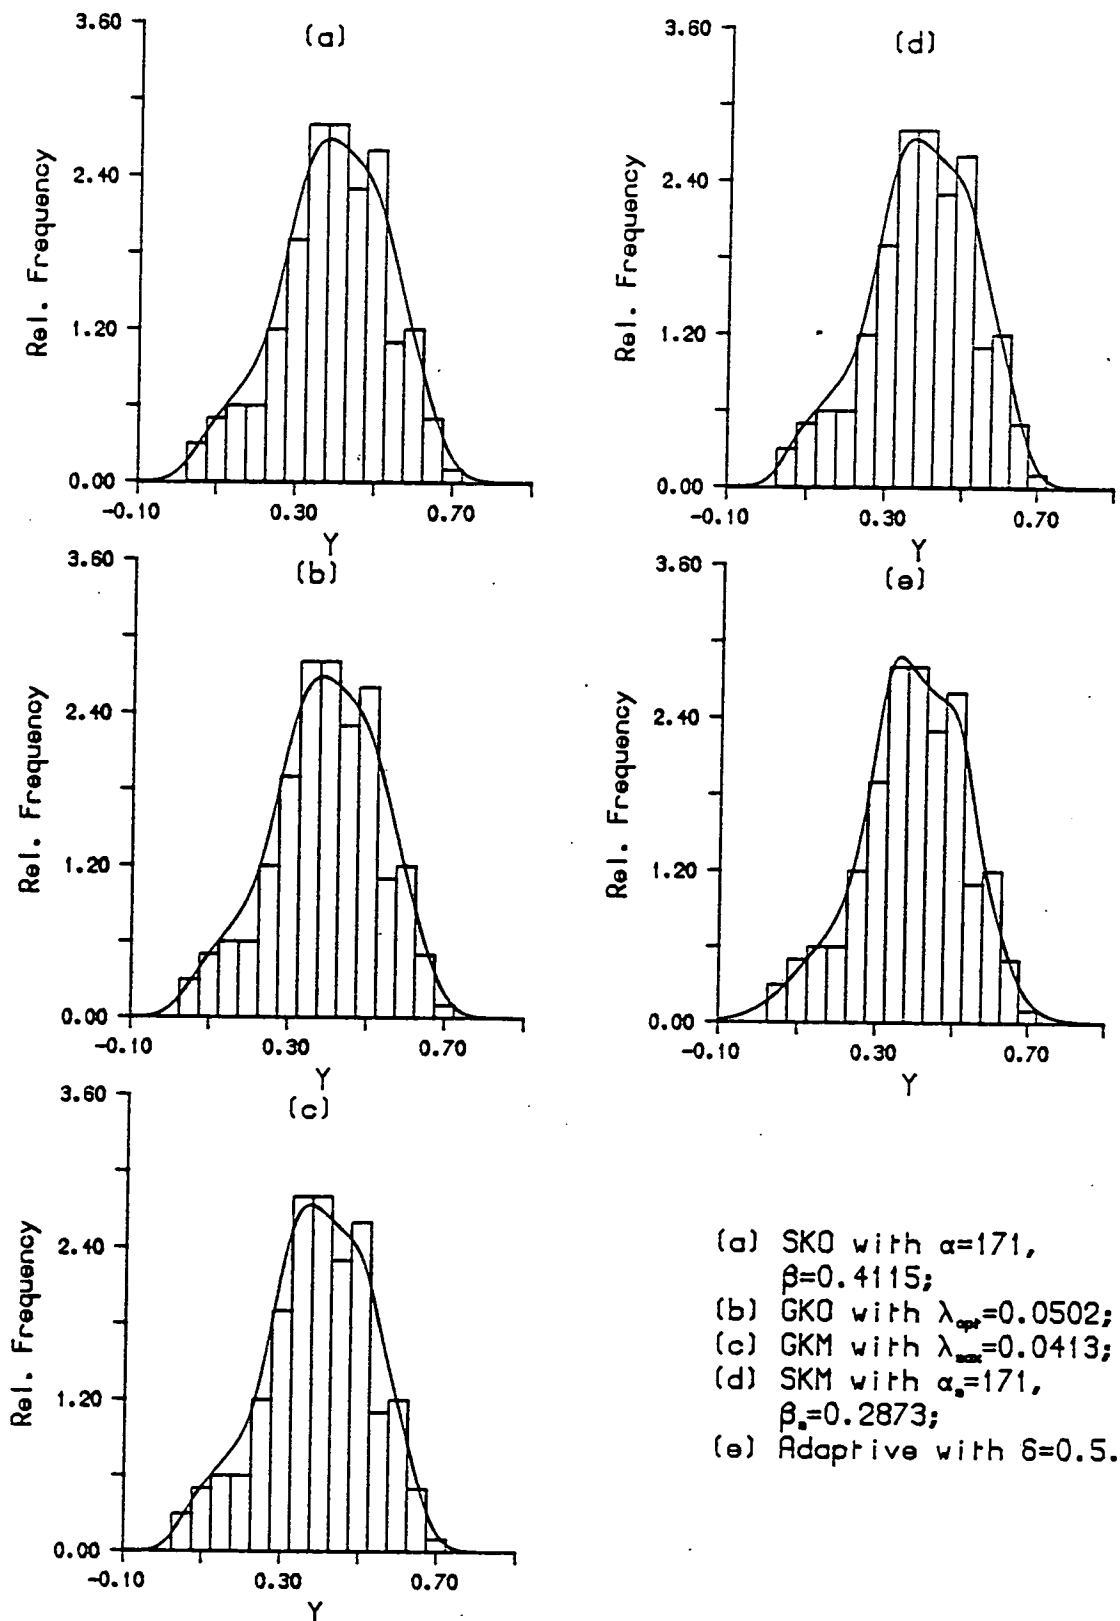 (a)
3.60
2.40
1.20
0.00
Rel. Frequency
-0.10
0.30
0.70
Y
(b)
3.60
2.40
1.20
0.00
Rel. Frequency
-0.10
0.30
0.70
Y
(c)
3.60
2.40
1.20
0.00
Rel. Frequency
-0.10
0.30
0.70
Y
(d)
3.60
2.40
1.20
0.00
Rel. Frequency
-0.10
0.30
0.70
Y
(e)
3.60
2.40
1.20
0.00
Rel. Frequency
-0.10
0.30
0.70
Y
(a) SKO with α=171,
β=0.4115;
(b) GKO with λopt=0.0502;
(c) GKM with λmax=0.0413;
(d) SKM with α=171,
β=0.2873;
(e) Adaptive with δ=0.5.